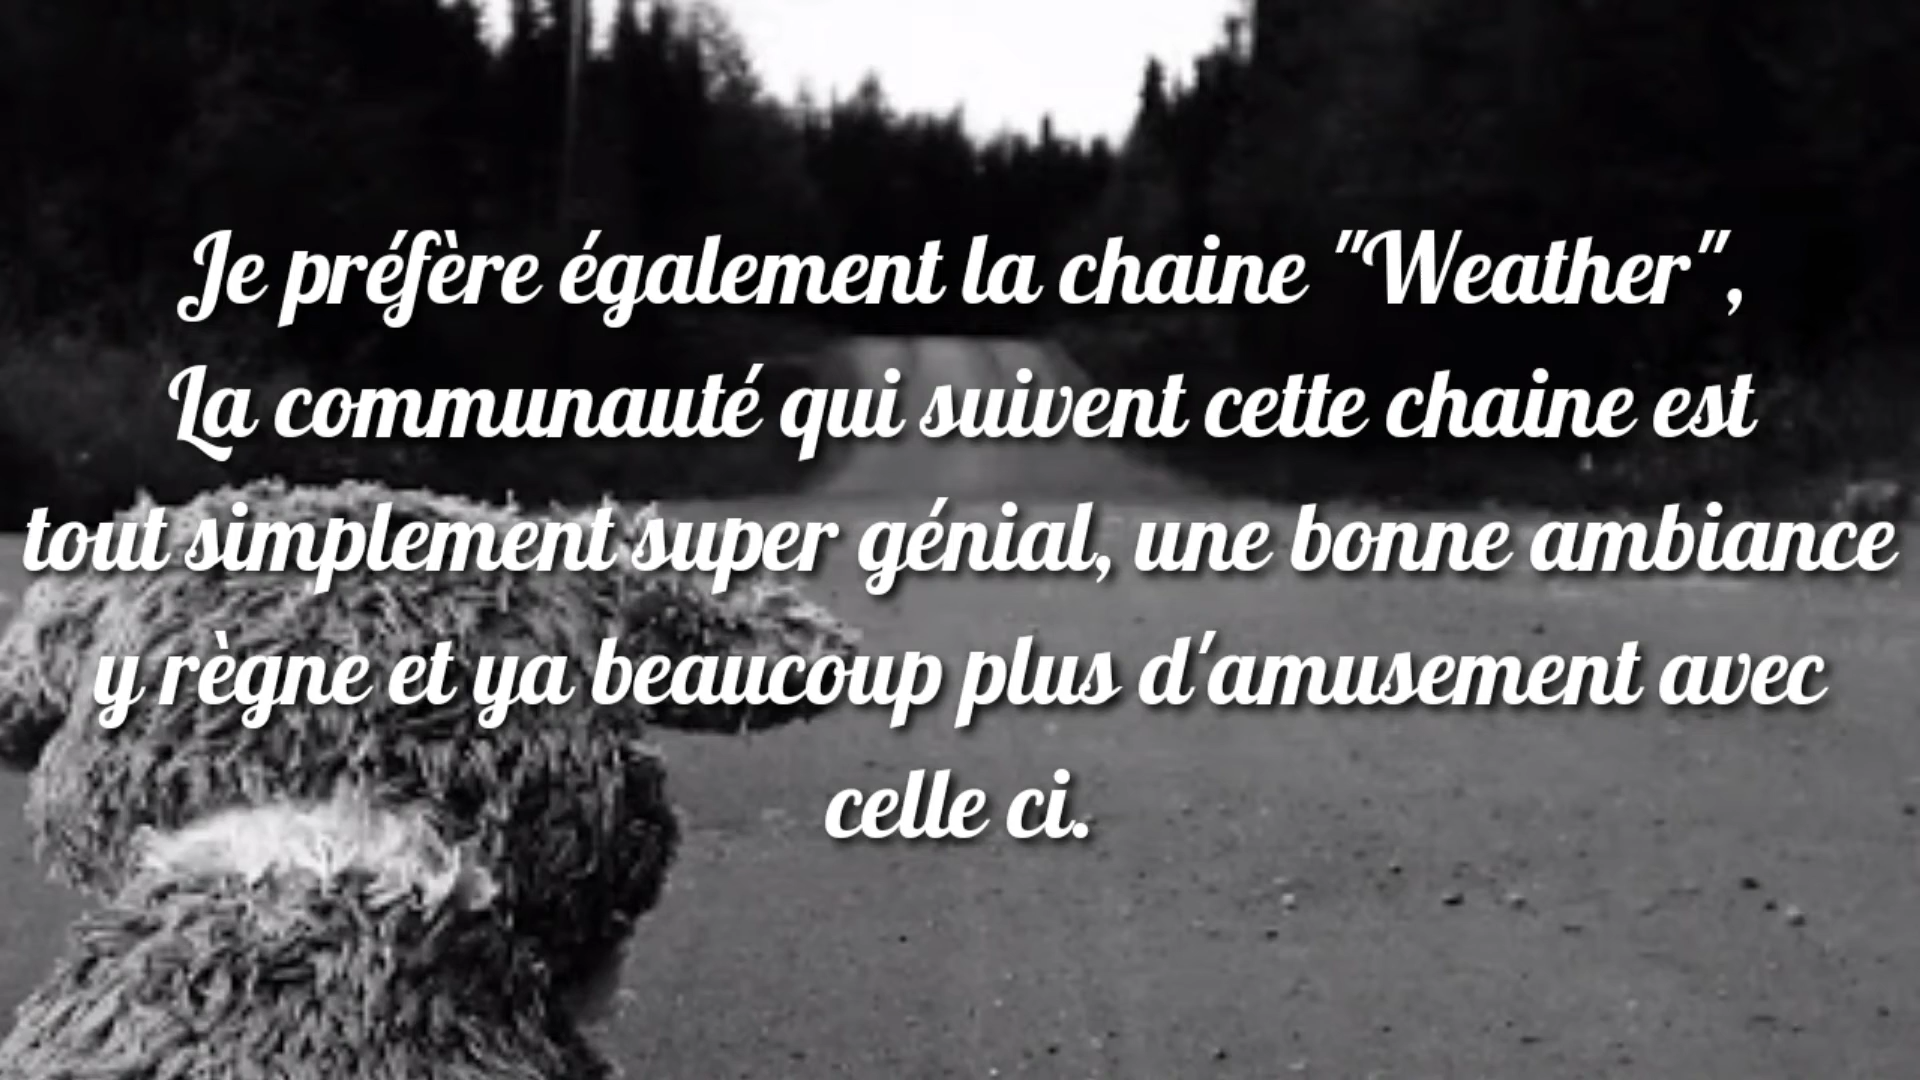 Je préfère également la chaine "Weather",
La communauté qui suivent cette chaine est
tout simplement super génial, une bonne ambiance
y règne et ya beaucoup plus d'amusement avec
celle ci.